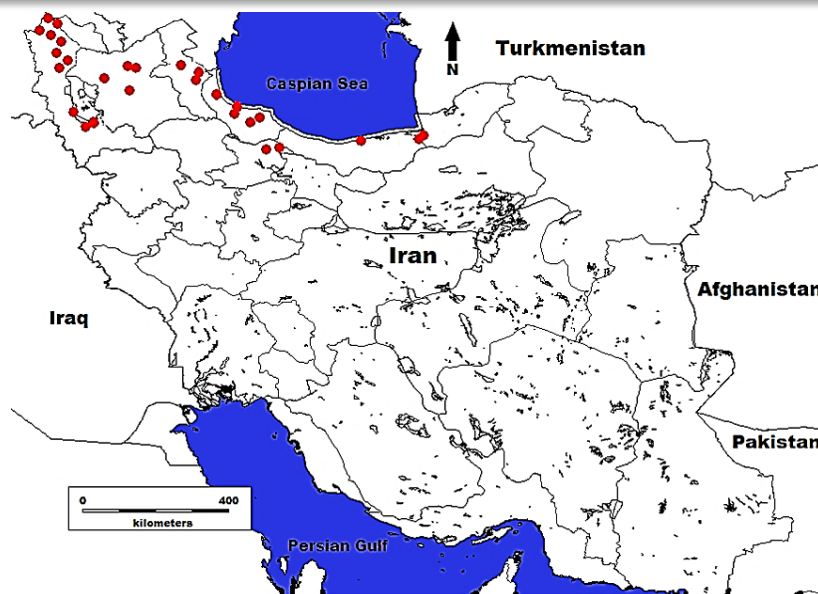 Turkmenistan
N
Caspian Sea
Iran
Afghanistan
Iraq
Pakistan
0 400
kilometers
Persian Gulf